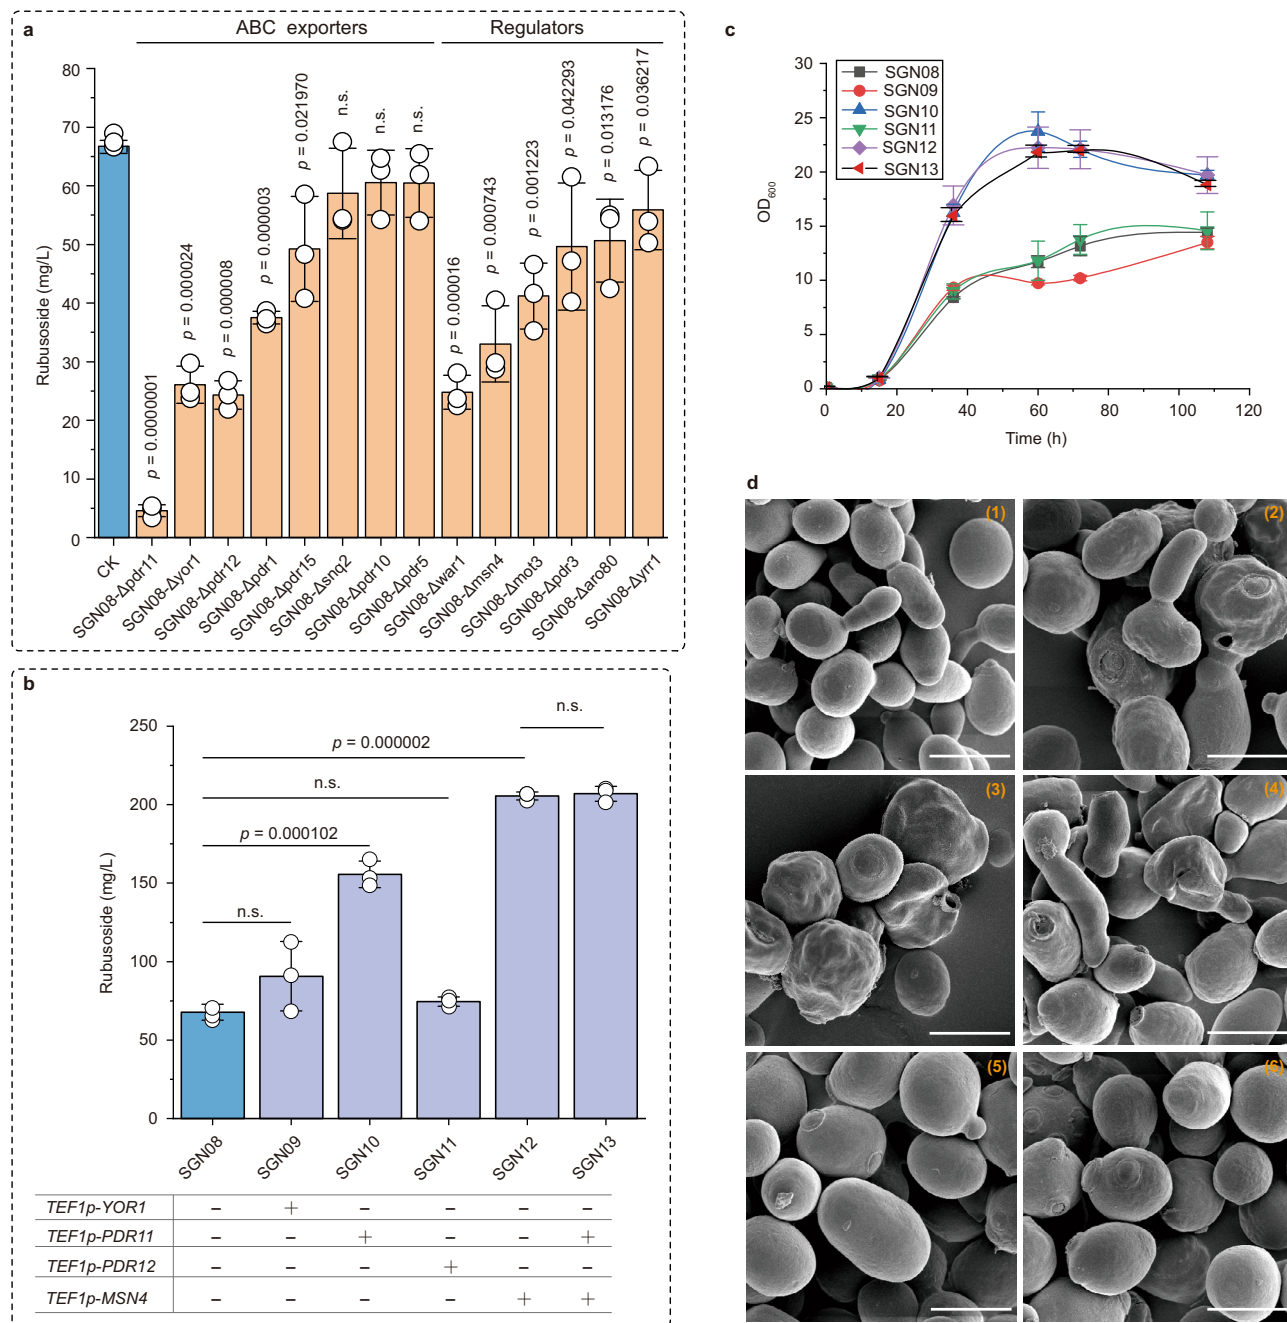 a
ABC exporters
Regulators
Rubusoside (mg/L)
80
70
60
50
40
30
20
10
0
p = 0.0000001
p = 0.000024
p = 0.000008
p = 0.000003
p = 0.021970
n.s.
n.s.
n.s.
p = 0.000016
p = 0.000743
p = 0.001223
p = 0.042293
p = 0.013176
p = 0.036217
CK
SGN08-Δpdr11
SGN08-Δyor1
SGN08-Δpdr12
SGN08-Δpdr1
SGN08-Δpdr15
SGN08-Δsnq2
SGN08-Δpdr10
SGN08-Δpdr5
SGN08-Δwar1
SGN08-Δmsn4
SGN08-Δmot3
SGN08-Δpdr3
SGN08-Δaro80
SGN08-Δyrr1
b
Rubusoside (mg/L)
250
200
150
100
50
0
n.s.
p = 0.000002
n.s.
p = 0.000102
n.s.
SGN08
SGN09
SGN10
SGN11
SGN12
SGN13
TEF1p-YOR1 – + – – – –
TEF1p-PDR11 – – + – – +
TEF1p-PDR12 – – – + – –
TEF1p-MSN4 – – – – + +
c
OD600
30
25
20
15
10
5
0
SGN08
SGN09
SGN10
SGN11
SGN12
SGN13
0 20 40 60 80 100 120
Time (h)
d
(1)
(2)
(3)
(4)
(5)
(6)